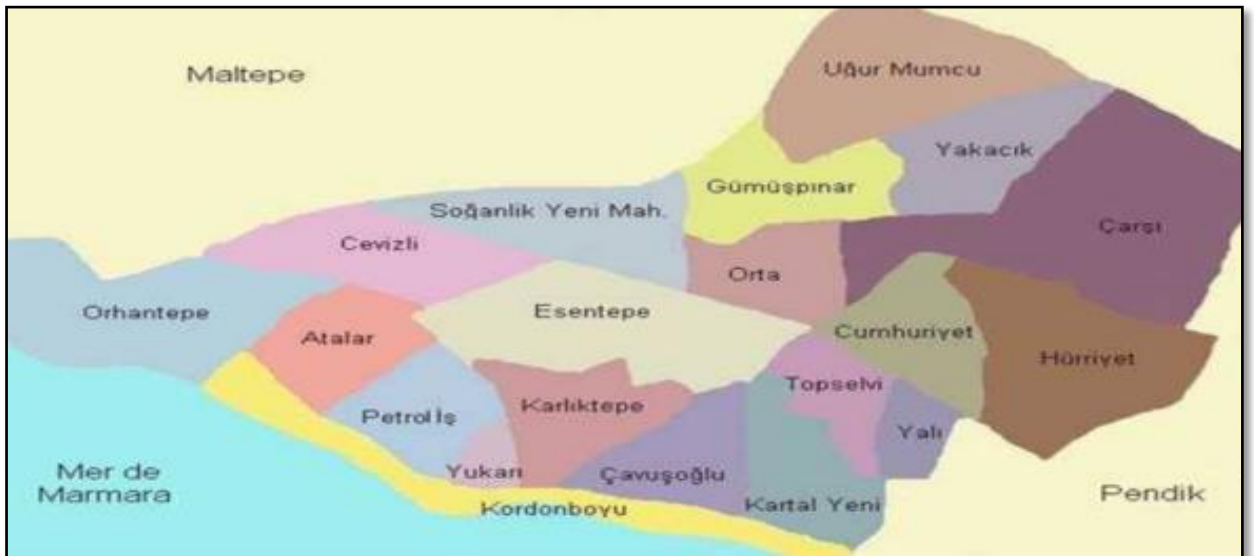 Maltepe
Uğur Mumcu
Yakacık
Gümüşpınar
Soğanlik Yeni Mah.
Çarşı
Cevizli
Orta
Orhantepe
Esentepe
Atalar
Cumhuriyet
Hürriyet
Topselvi
Karlıktepe
Petrol İş
Yalı
Yukarı
Çavuşoğlu
Mer de
Marmara
Kartal Yeni
Pendik
Kordonboyu